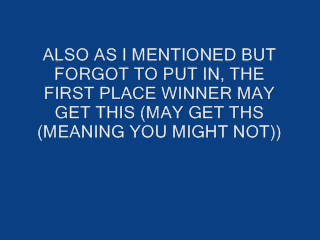 ALSO AS I MENTIONED BUT
FORGOT TO PUT IN, THE
FIRST PLACE WINNER MAY
GET THIS (MAY GET THS
(MEANING YOU MIGHT NOT))